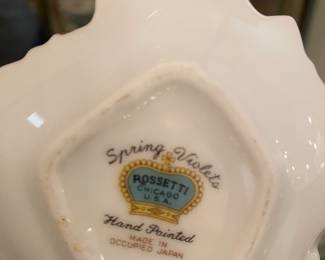 Spring Violets
ROSSETTI
CHICAGO
U.S.A.
Hand Painted
MADE IN
OCCUPIED JAPAN